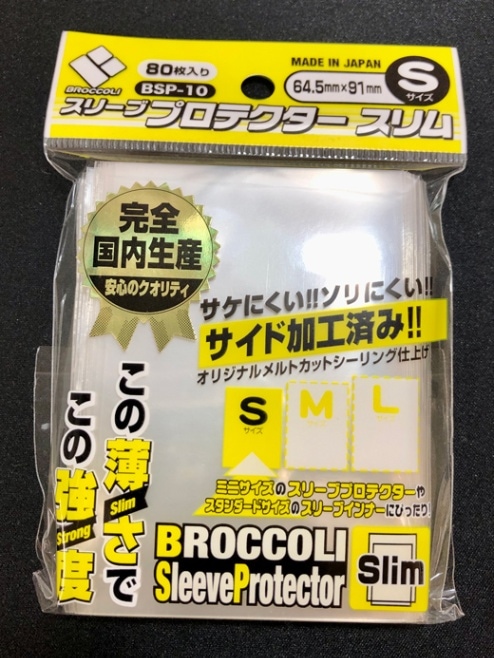 BROCCOLI
80枚入り
BSP-10
MADE IN JAPAN
64.5mm×91mm
S
サイズ
スリーブプロテクター スリム
完全
国内生産
安心のクオリティ
サケにくい!!ソリにくい!!
サイド加工済み!!
オリジナルメルトカットシーリング仕上げ
S
サイズ
M
L
ミニサイズのスリーブプロテクターや
スタンダードサイズのスリーブインナーにぴったり!
この薄さで
Slim
この強度
Strong
BROCCOLI
SleeveProtector
Slim